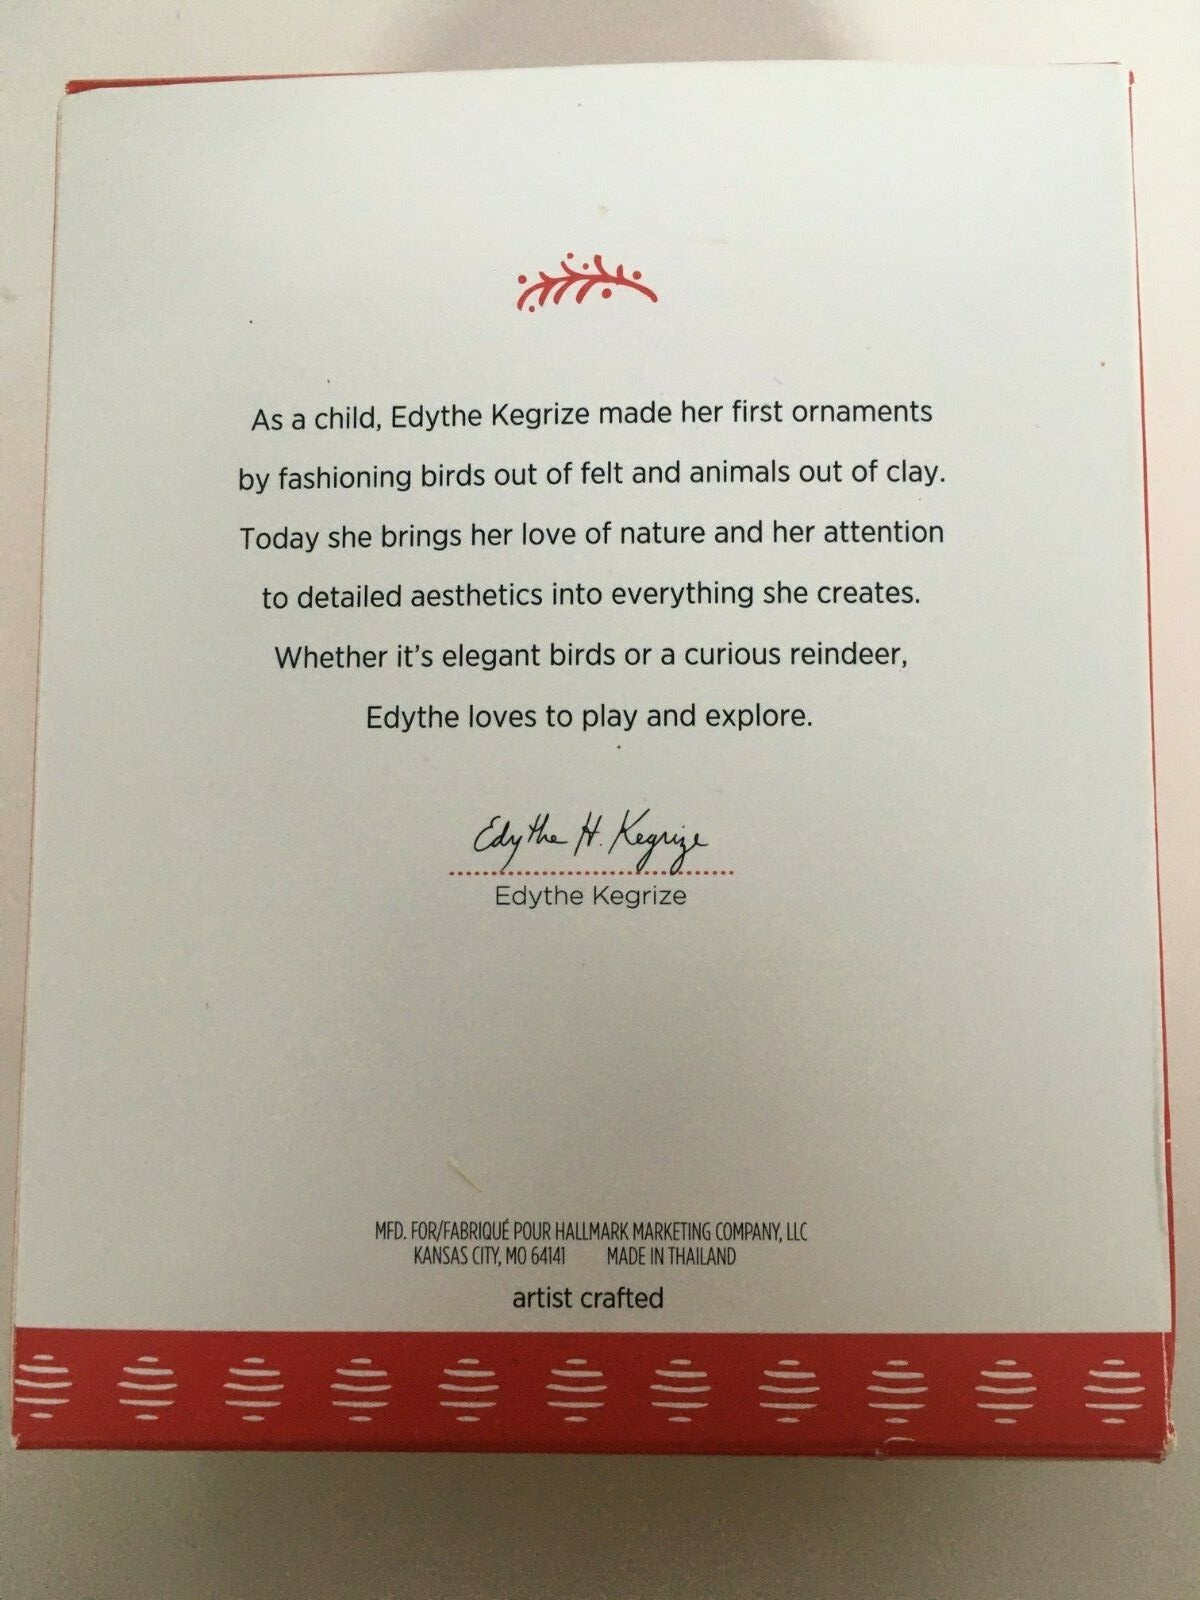 As a child, Edythe Kegrize made her first ornaments
by fashioning birds out of felt and animals out of clay.
Today she brings her love of nature and her attention
to detailed aesthetics into everything she creates.
Whether it's elegant birds or a curious reindeer,
Edythe loves to play and explore.
Edythe H. Kegrize
Edythe Kegrize
MFD. FOR/FABRIQUÉ POUR HALLMARK MARKETING COMPANY, LLC
KANSAS CITY, MO 64141 MADE IN THAILAND
artist crafted